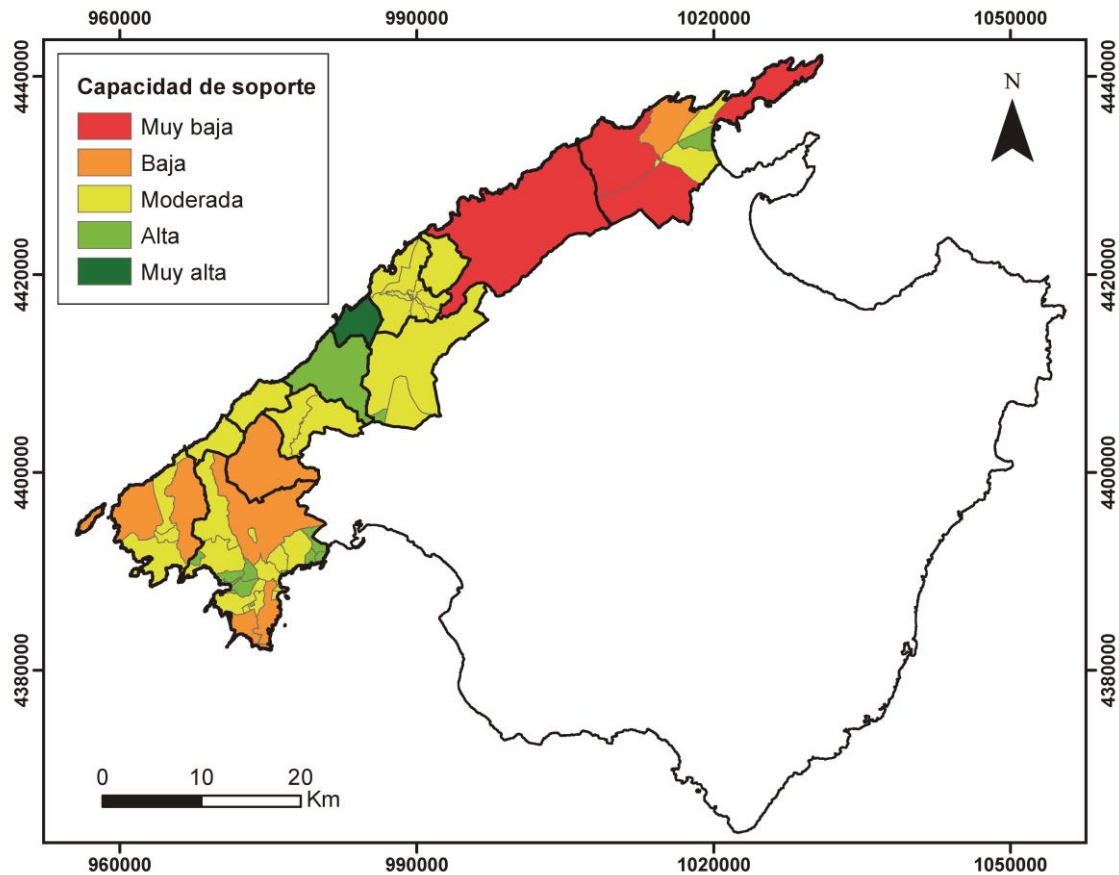 960000 990000 1020000 1050000
Capacidad de soporte
Muy baja
Baja
Moderada
Alta
Muy alta
N
4440000 4440000
4420000 4420000
4400000 4400000
4380000 4380000
0 10 20
Km
960000 990000 1020000 1050000